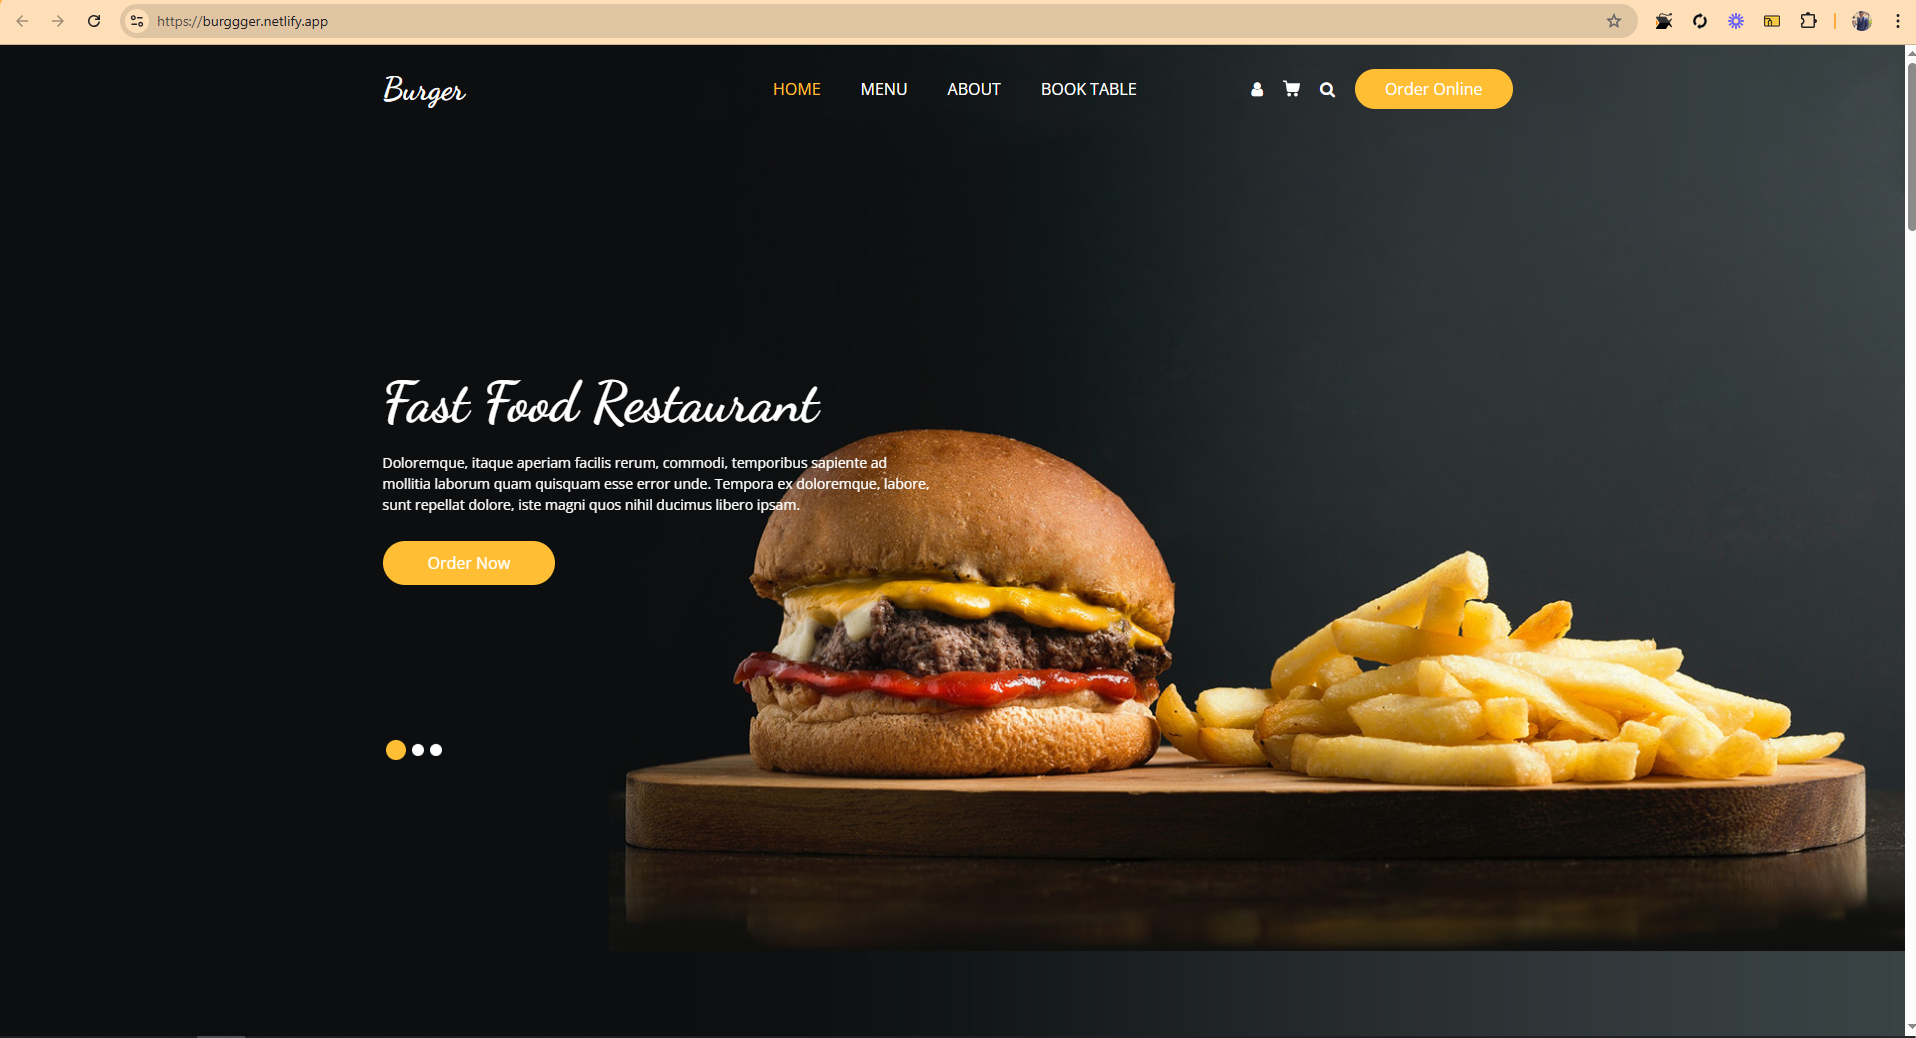 https://burggger.netlify.app
Burger
HOME MENU ABOUT BOOK TABLE Order Online
Fast Food Restaurant
Doloremque, itaque aperiam facilis rerum, commodi, temporibus sapiente ad
mollitia laborum quam quisquam esse error unde. Tempora ex doloremque, labore,
sunt repellat dolore, iste magni quos nihil ducimus libero ipsam.
Order Now